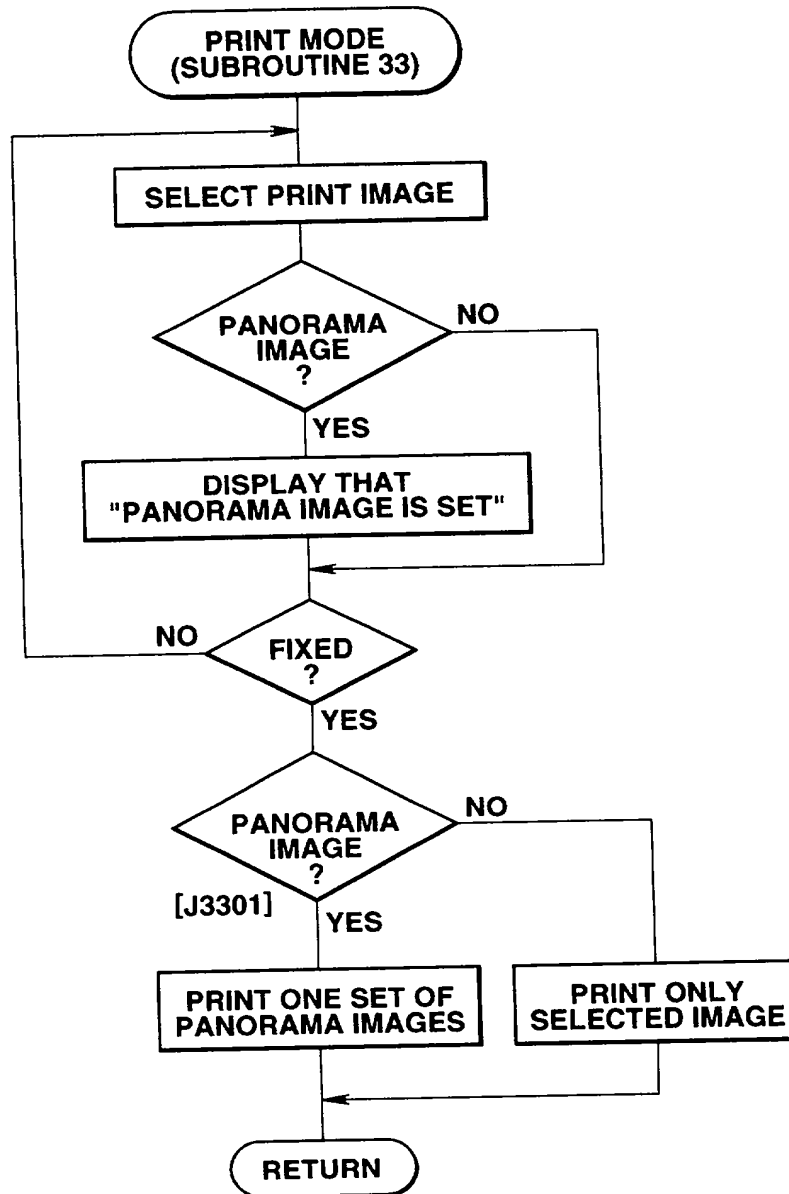 PRINT MODE
(SUBROUTINE 33)
SELECT PRINT IMAGE
PANORAMA
IMAGE
?
NO
YES
DISPLAY THAT
"PANORAMA IMAGE IS SET"
NO
FIXED
?
YES
PANORAMA
IMAGE
?
NO
[J3301]
YES
PRINT ONE SET OF
PANORAMA IMAGES
PRINT ONLY
SELECTED IMAGE
RETURN